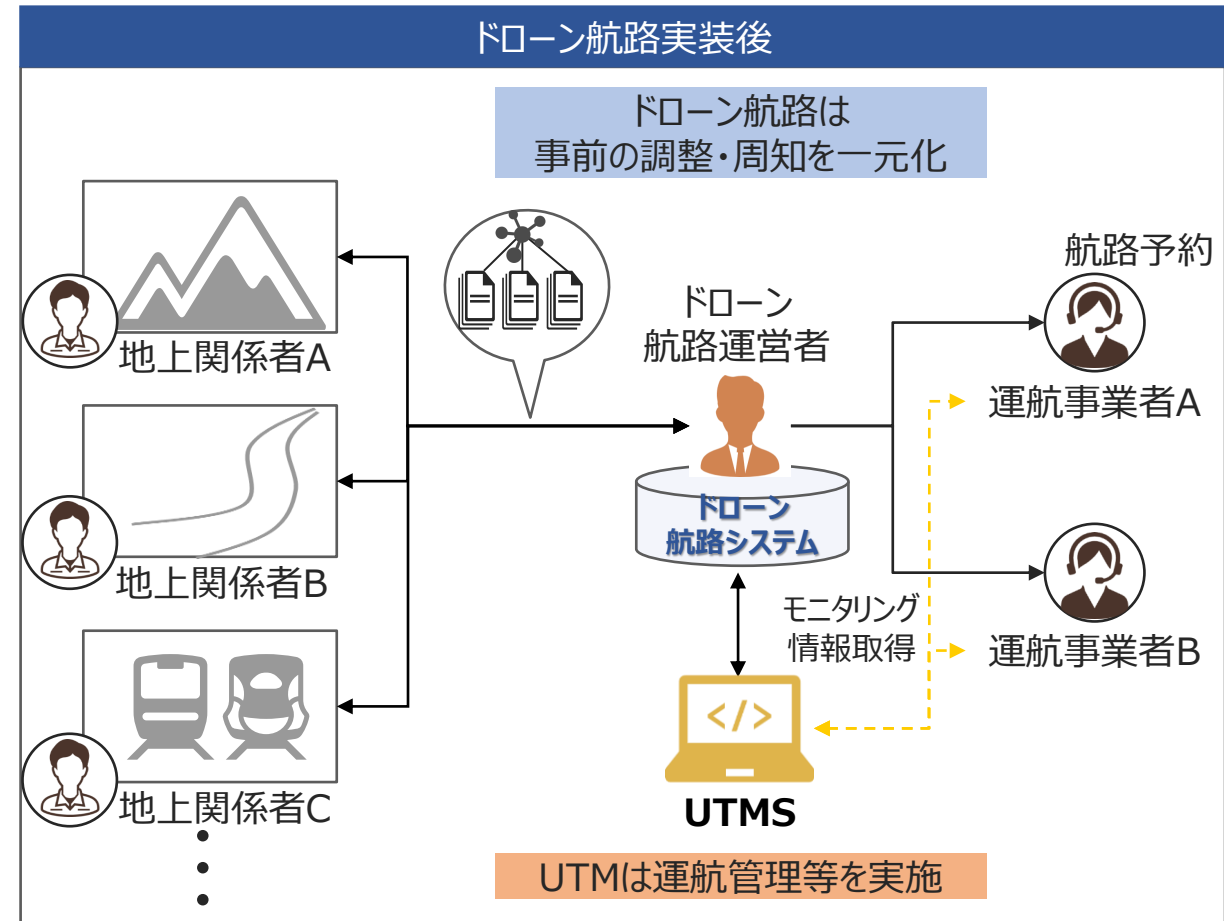 ドローン航路実装後
ドローン航路は
事前の調整・周知を一元化
航路予約
ドローン
航路運営者
地上関係者A
運航事業者A
ドローン
航路システム
地上関係者B
モニタリング
情報取得
運航事業者B
</>
地上関係者C
UTMS
UTMは運航管理等を実施